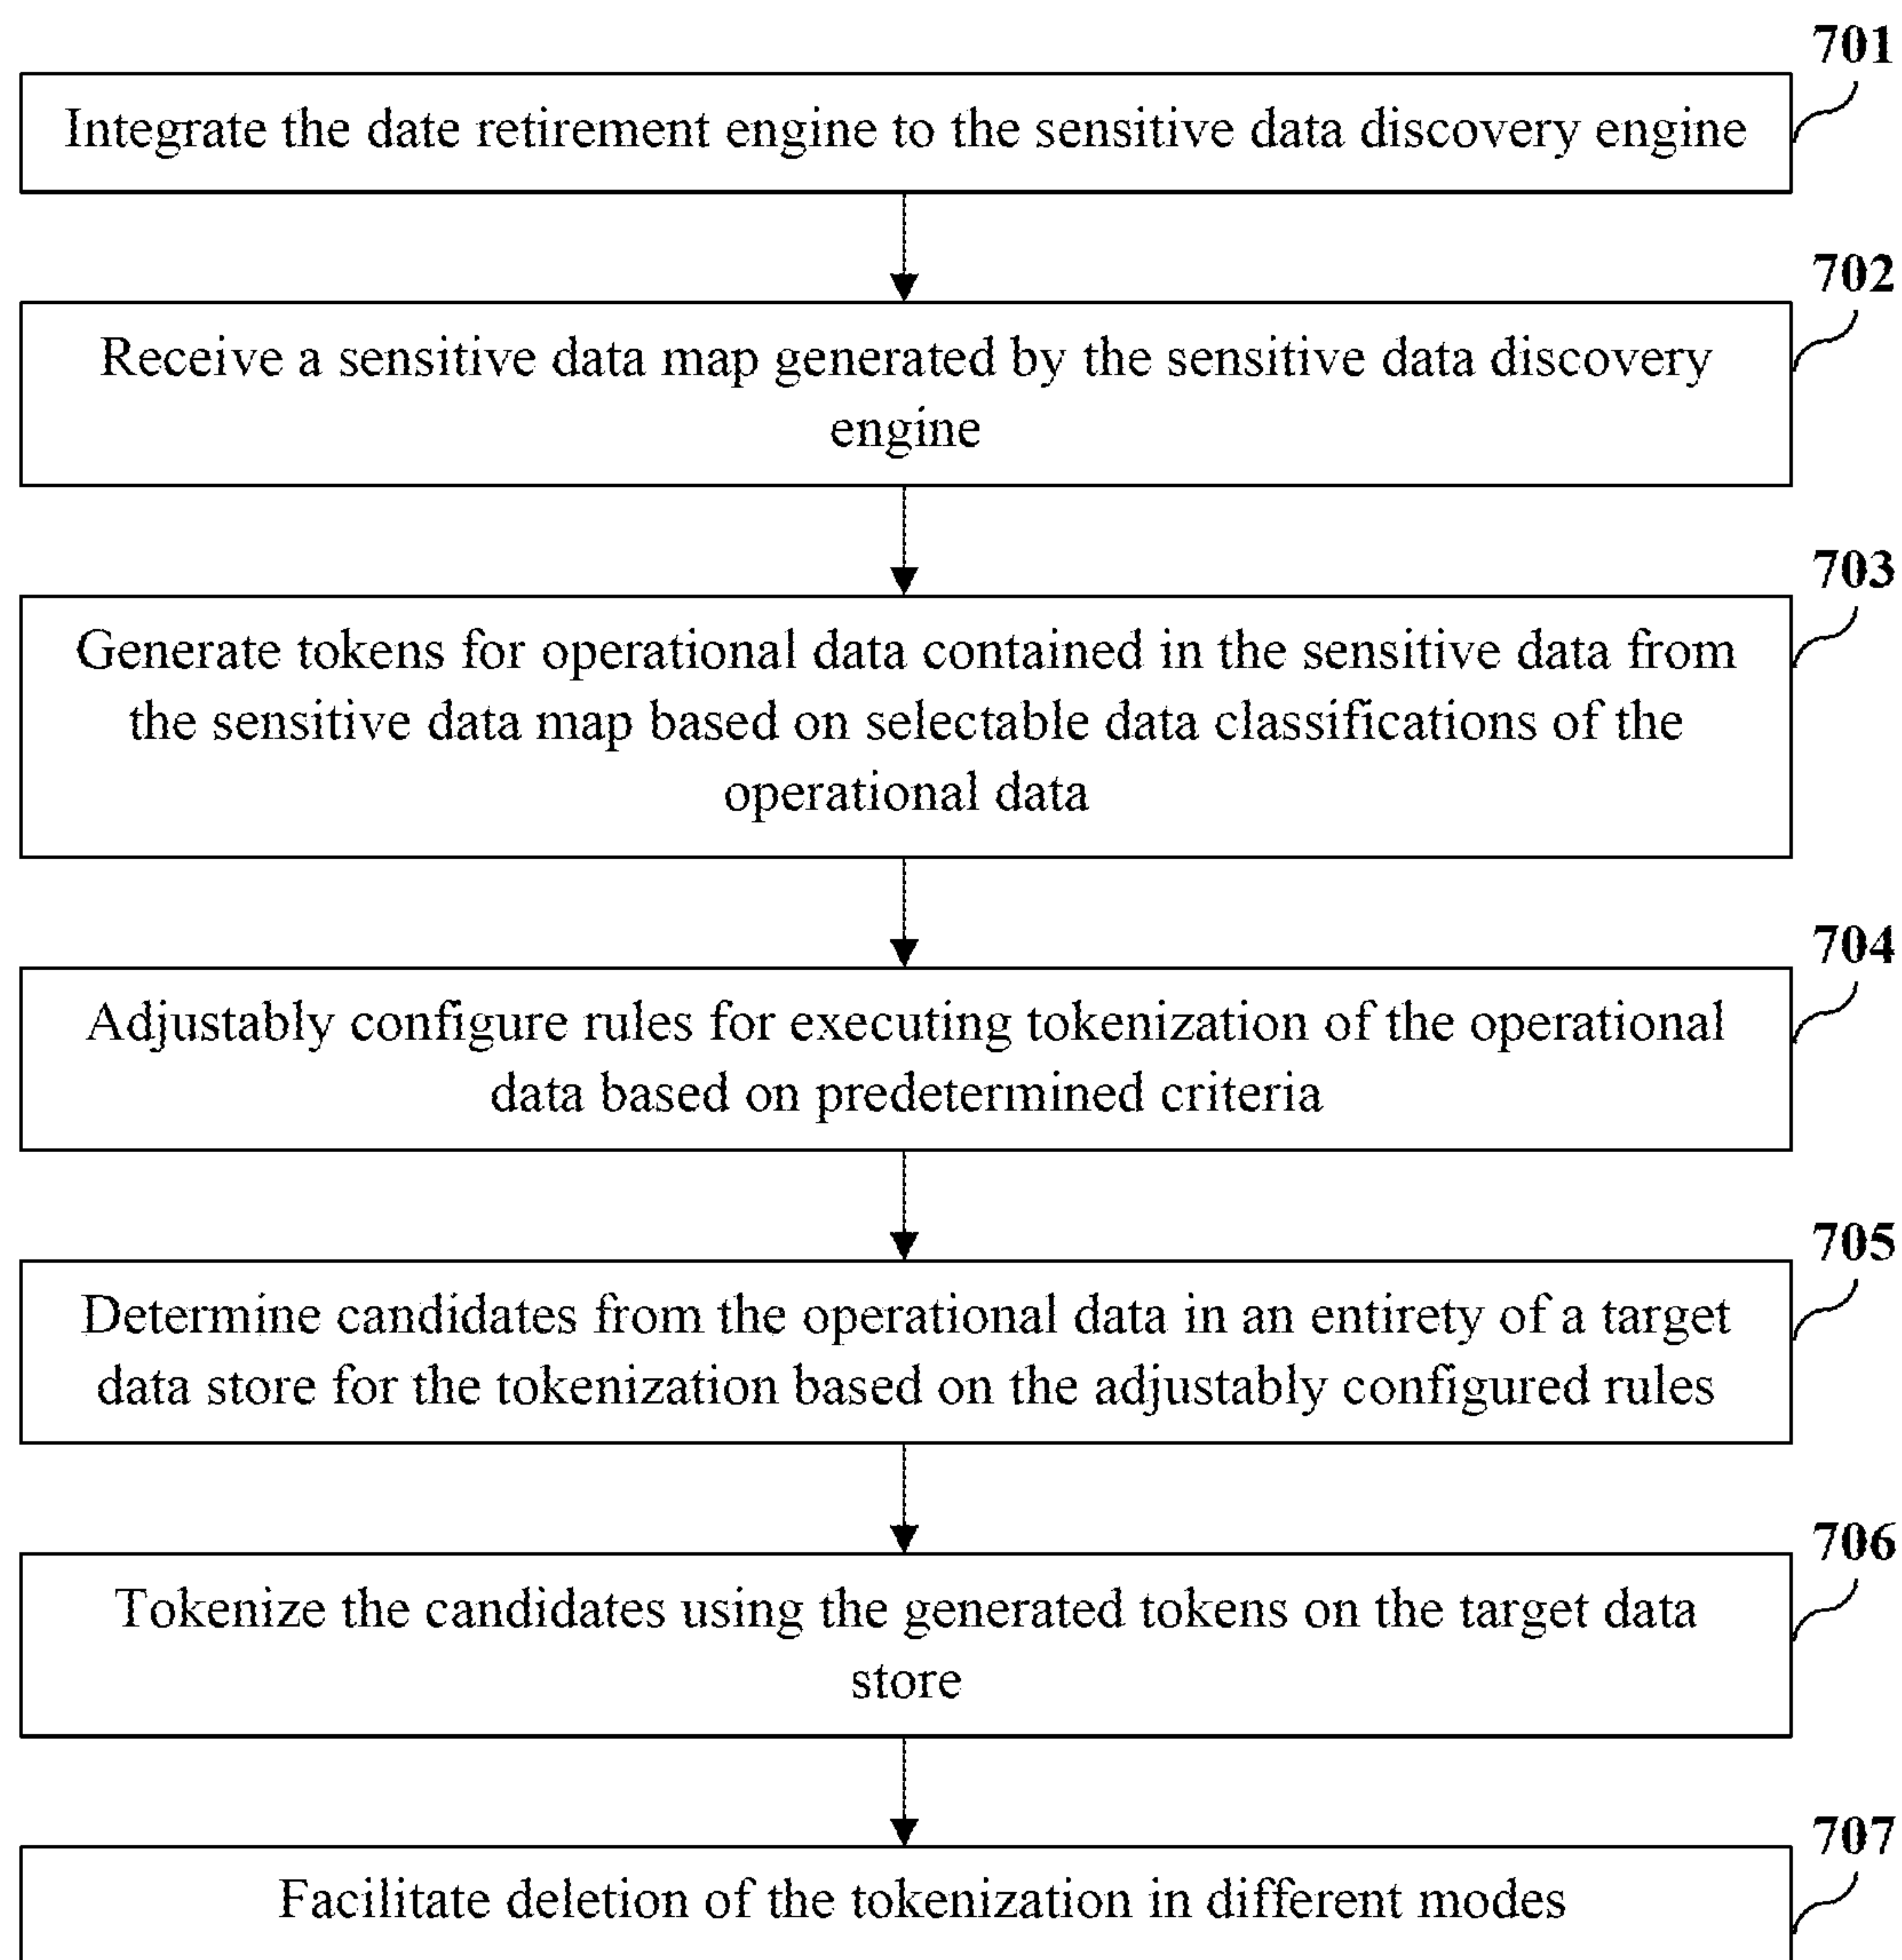 701
Integrate the date retirement engine to the sensitive data discovery engine
702
Receive a sensitive data map generated by the sensitive data discovery
engine
703
Generate tokens for operational data contained in the sensitive data from
the sensitive data map based on selectable data classifications of the
operational data
704
Adjustably configure rules for executing tokenization of the operational
data based on predetermined criteria
705
Determine candidates from the operational data in an entirety of a target
data store for the tokenization based on the adjustably configured rules
706
Tokenize the candidates using the generated tokens on the target data
store
707
Facilitate deletion of the tokenization in different modes